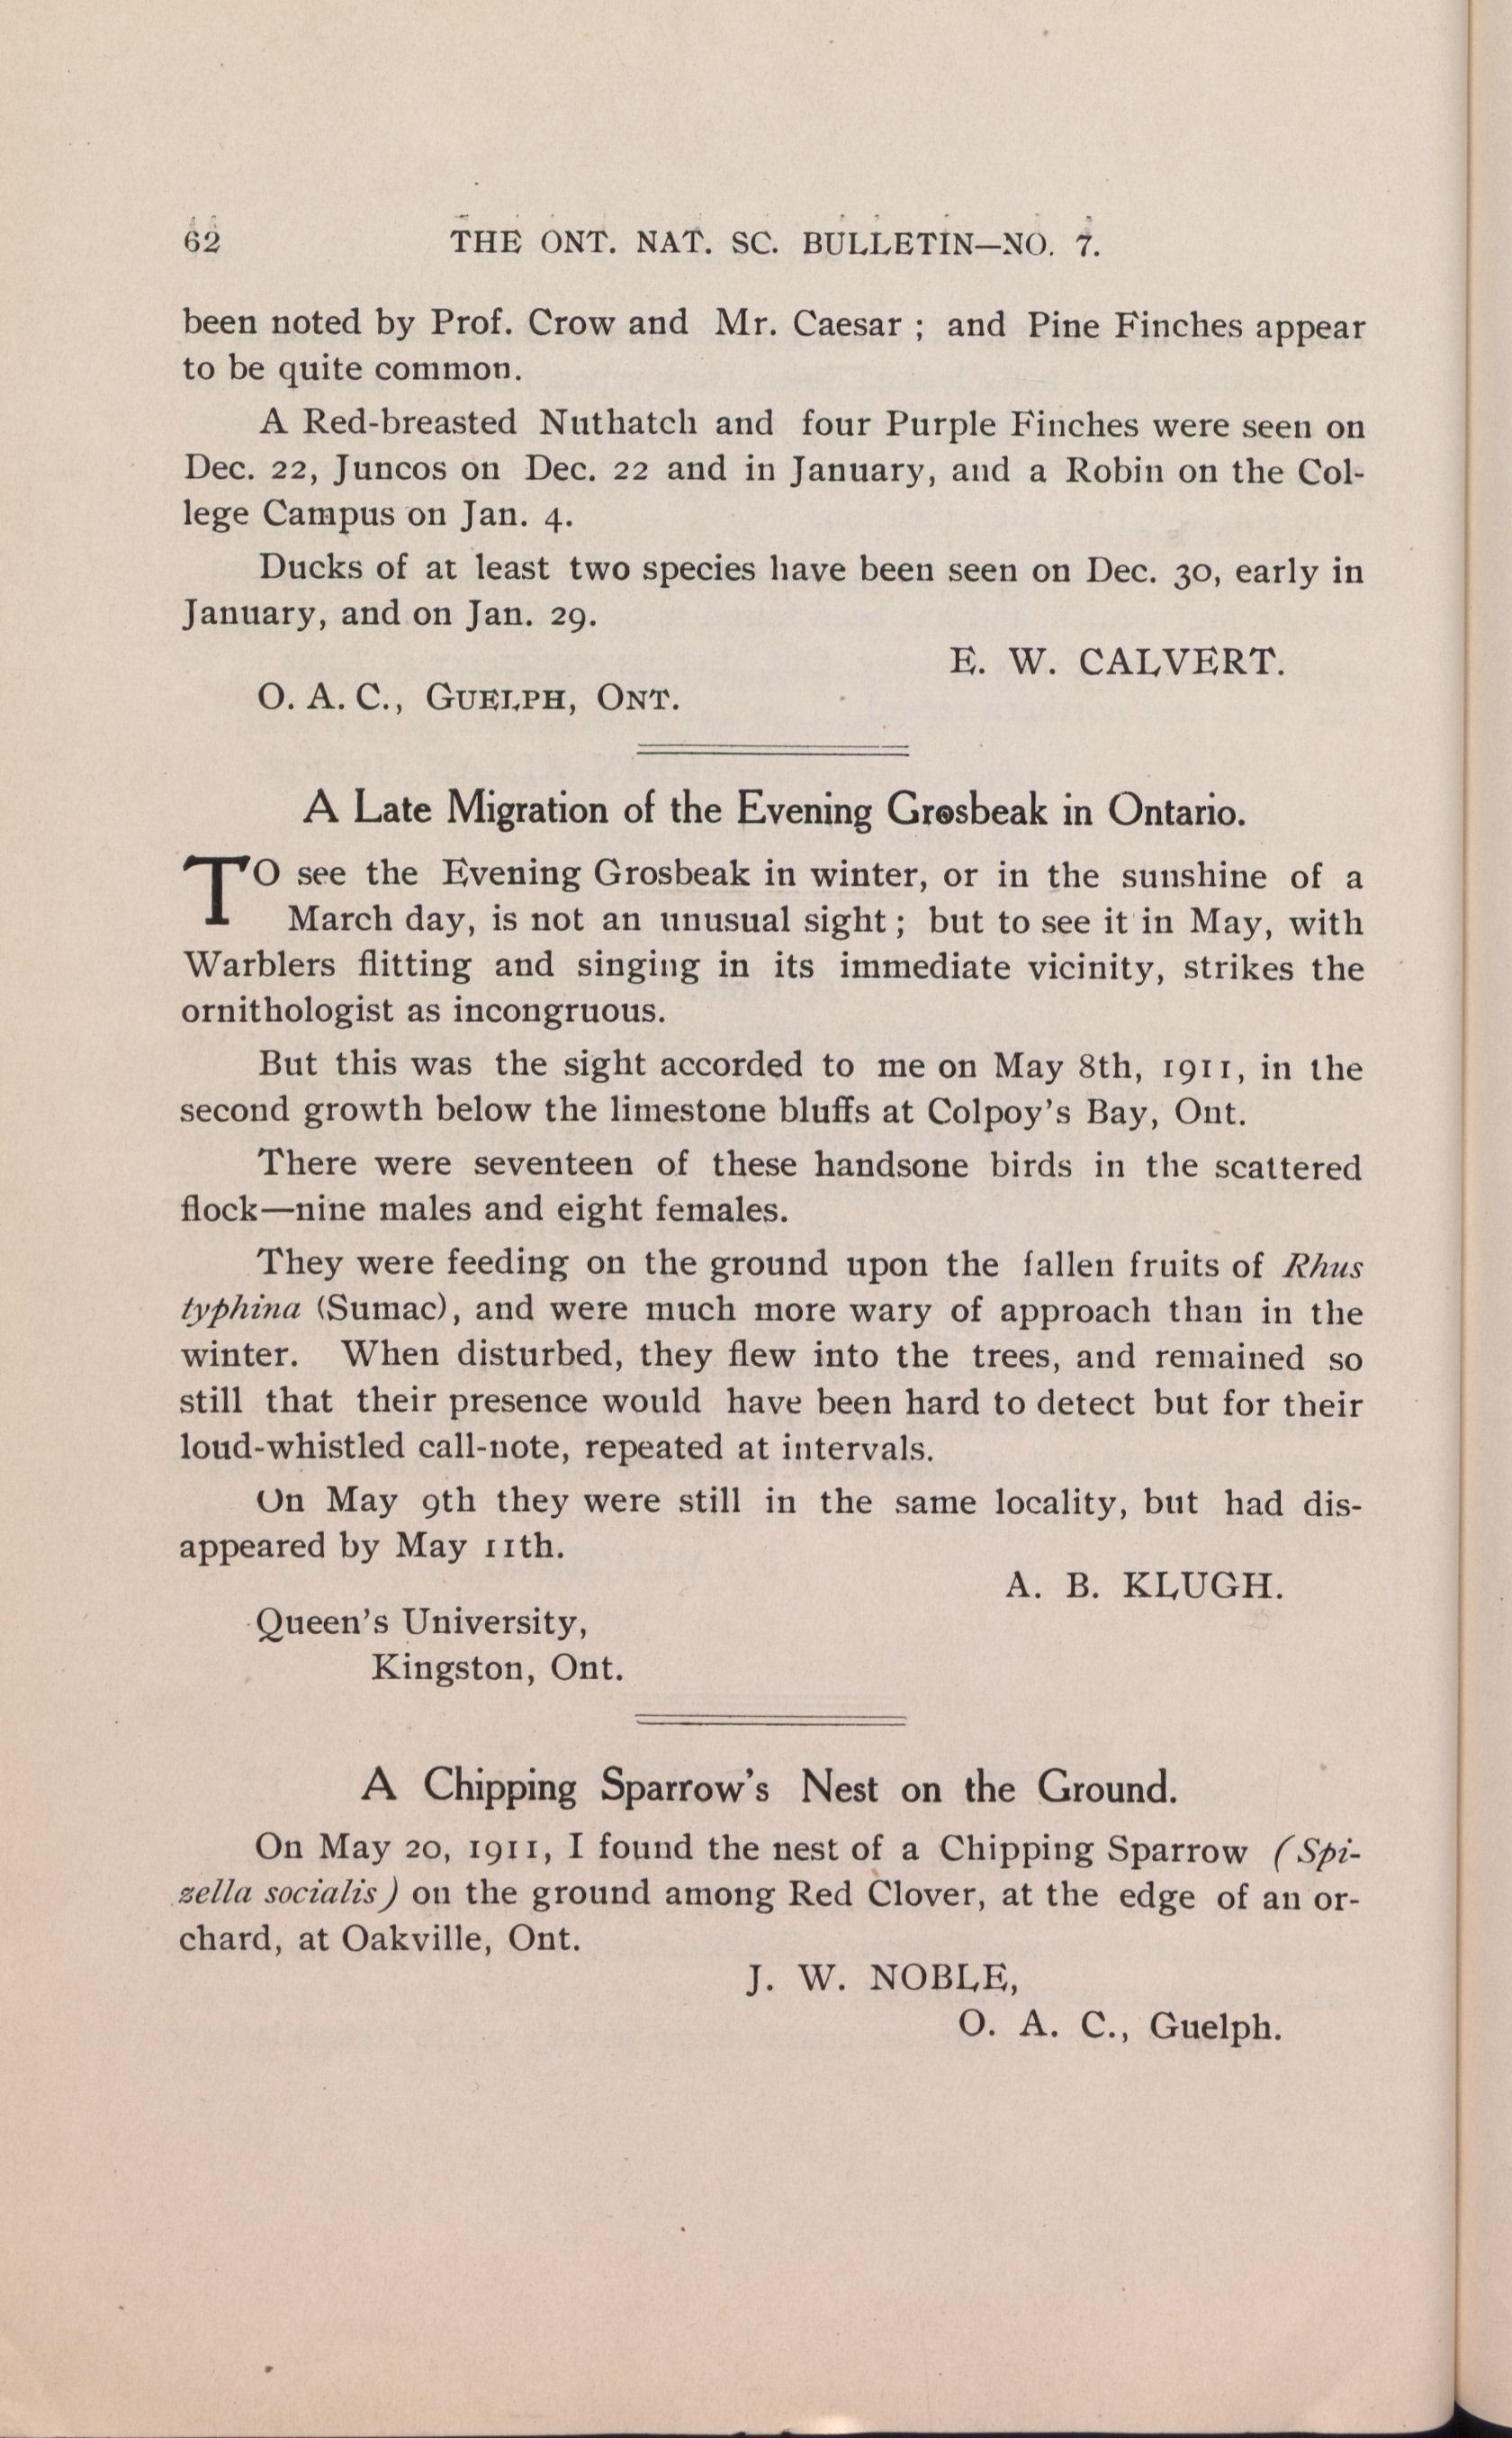 62 THE ONT. NAT. SC. BULLETIN—NO. 7.
been noted by Prof. Crow and Mr. Caesar ; and Pine Finches appear
to be quite common.
A Red-breasted Nuthatch and four Purple Finches were seen on
Dec. 22, Juncos on Dec. 22 and in January, and a Robin on the Col-
lege Campus on Jan. 4.
Ducks of at least two species have been seen on Dec. 30, early in
January, and on Jan. 29.
E. W. CALVERT.
O. A. C., GUELPH, ONT.
A Late Migration of the Evening Grosbeak in Ontario.
TO see the Evening Grosbeak in winter, or in the sunshine of a
March day, is not an unusual sight ; but to see it in May, with
Warblers flitting and singing in its immediate vicinity, strikes the
ornithologist as incongruous.
But this was the sight accorded to me on May 8th, 1911, in the
second growth below the limestone bluffs at Colpoy's Bay, Ont.
There were seventeen of these handsone birds in the scattered
flock—nine males and eight females.
They were feeding on the ground upon the fallen fruits of Rhus
typhina (Sumac), and were much more wary of approach than in the
winter. When disturbed, they flew into the trees, and remained so
still that their presence would have been hard to detect but for their
loud-whistled call-note, repeated at intervals.
On May 9th they were still in the same locality, but had dis-
appeared by May 11th.
A. B. KLUGH.
Queen's University,
Kingston, Ont.
A Chipping Sparrow's Nest on the Ground.
On May 20, 1911, I found the nest of a Chipping Sparrow (Spi-
zella socialis) on the ground among Red Clover, at the edge of an or-
chard, at Oakville, Ont.
J. W. NOBLE,
O. A. C., Guelph.